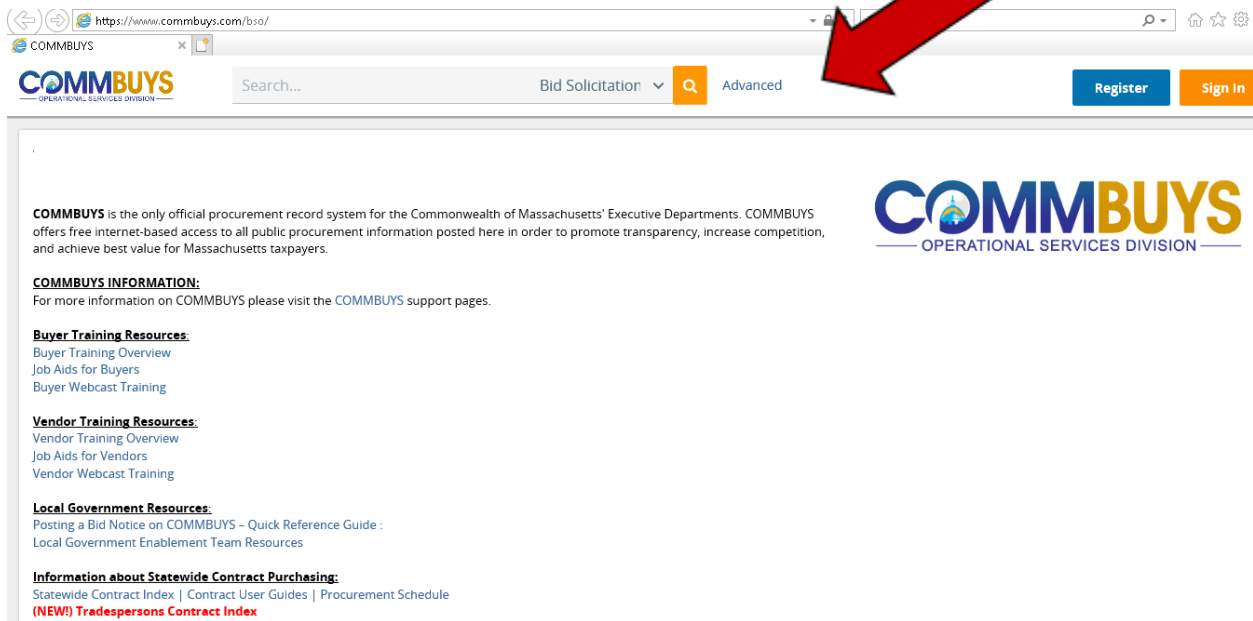 https://www.commbuys.com/bso/
COMMBUYS
COMMBUYS
OPERATIONAL SERVICES DIVISION
Search...
Bid Solicitation
Advanced
Register
Sign In
COMMBUYS
OPERATIONAL SERVICES DIVISION
COMMBUYS is the only official procurement record system for the Commonwealth of Massachusetts' Executive Departments. COMMBUYS
offers free internet-based access to all public procurement information posted here in order to promote transparency, increase competition,
and achieve best value for Massachusetts taxpayers.
COMMBUYS INFORMATION:
For more information on COMMBUYS please visit the COMMBUYS support pages.
Buyer Training Resources:
Buyer Training Overview
Job Aids for Buyers
Buyer Webcast Training
Vendor Training Resources:
Vendor Training Overview
Job Aids for Vendors
Vendor Webcast Training
Local Government Resources:
Posting a Bid Notice on COMMBUYS – Quick Reference Guide :
Local Government Enablement Team Resources
Information about Statewide Contract Purchasing:
Statewide Contract Index | Contract User Guides | Procurement Schedule
(NEW!) Tradespersons Contract Index